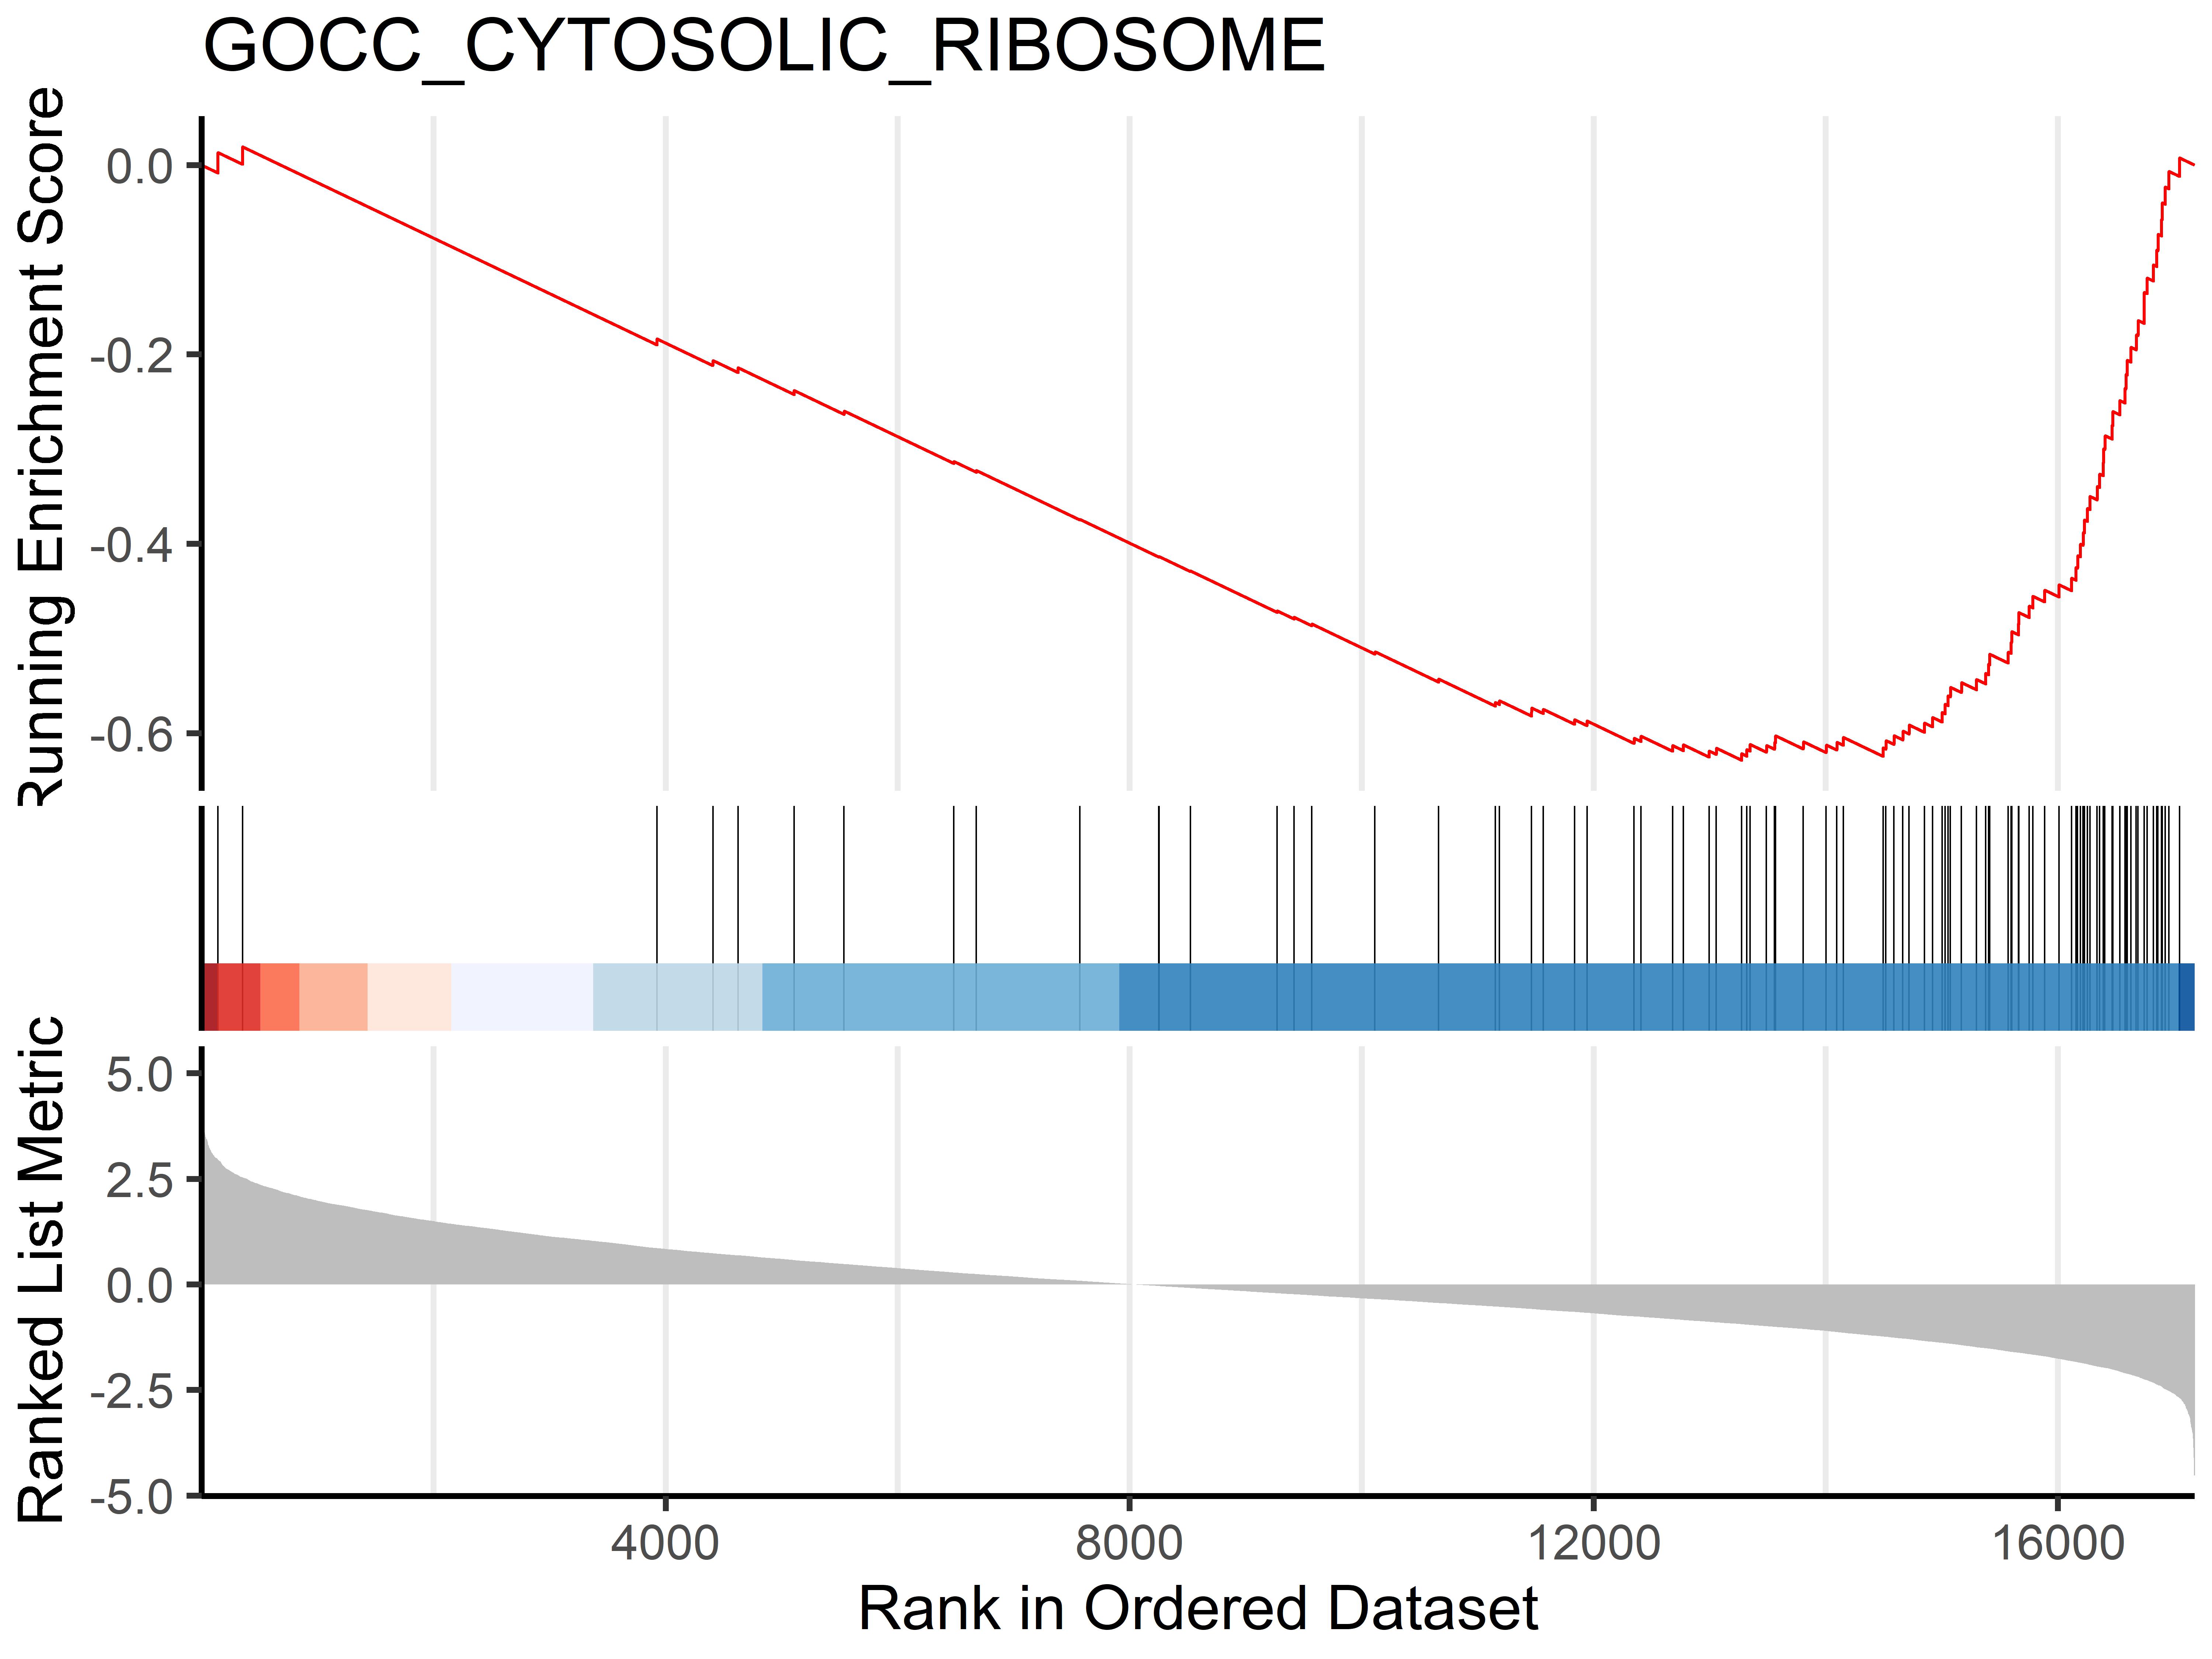 GOCC_CYTOSOLIC_RIBOSOME
Running Enrichment Score
0.0
-0.2
-0.4
-0.6
Ranked List Metric
5.0
2.5
0.0
-2.5
-5.0
4000 8000 12000 16000
Rank in Ordered Dataset